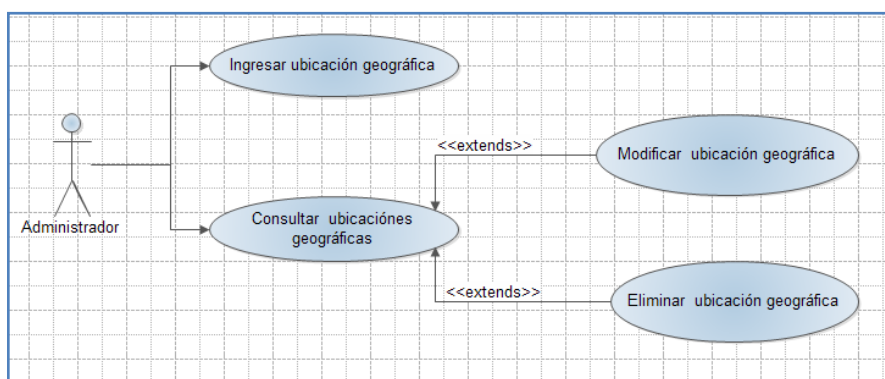 Ingresar ubicación geográfica
<<extends>>
Modificar ubicación geográfica
Administrador
Consultar ubicaciónes
geográficas
<<extends>>
Eliminar ubicación geográfica